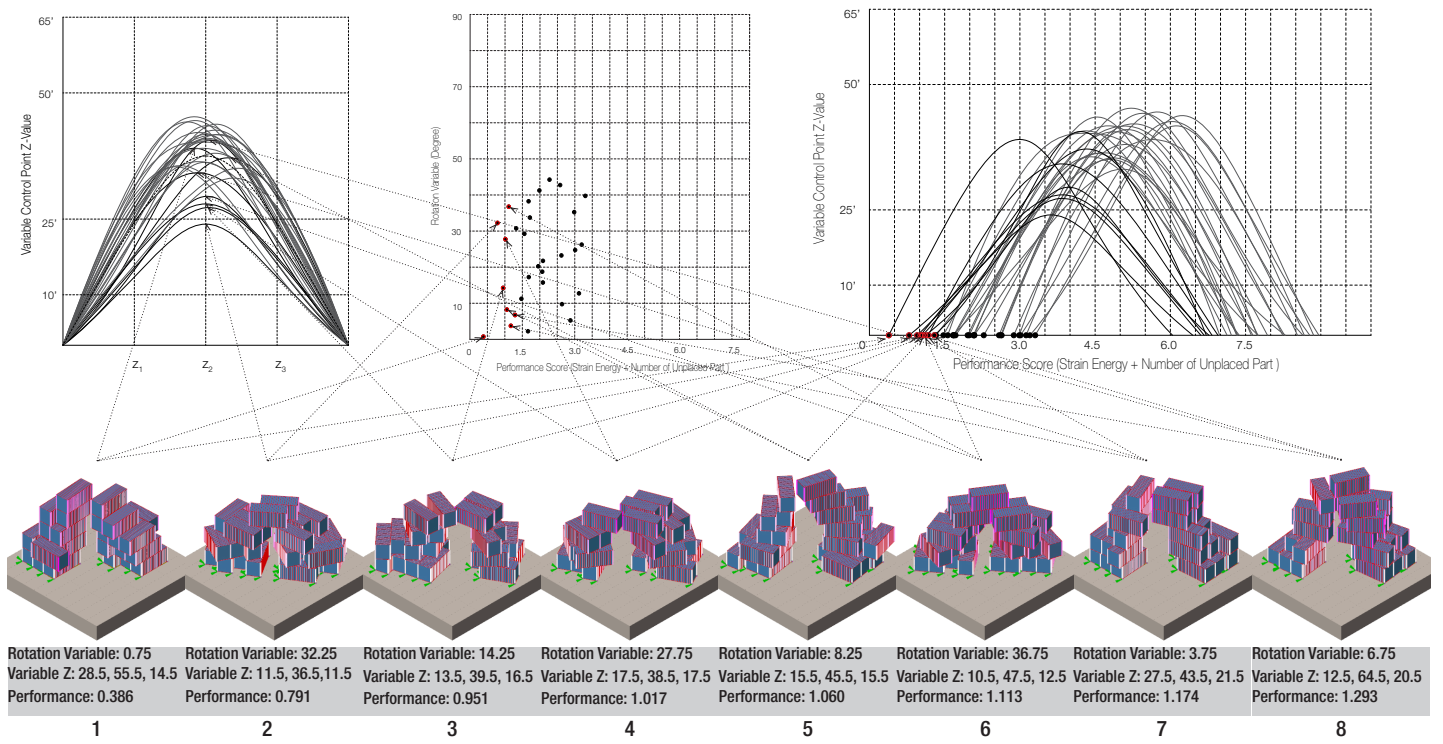 65'
50'
25'
10'
Variable Control Point Z-Value
Z1
Z2
Z3
90
70
50
30
10
Rotation Variable (Degree)
0
1.5
3.0
4.5
6.0
7.5
Performance Score (Strain Energy + Number of Unplaced Part )
65'
50'
25'
10'
Variable Control Point Z-Value
0
1.5
3.0
4.5
6.0
7.5
Performance Score (Strain Energy + Number of Unplaced Part )
Rotation Variable: 0.75
Variable Z: 28.5, 55.5, 14.5
Performance: 0.386
1
Rotation Variable: 32.25
Variable Z: 11.5, 36.5,11.5
Performance: 0.791
2
Rotation Variable: 14.25
Variable Z: 13.5, 39.5, 16.5
Performance: 0.951
3
Rotation Variable: 27.75
Variable Z: 17.5, 38.5, 17.5
Performance: 1.017
4
Rotation Variable: 8.25
Variable Z: 15.5, 45.5, 15.5
Performance: 1.060
5
Rotation Variable: 36.75
Variable Z: 10.5, 47.5, 12.5
Performance: 1.113
6
Rotation Variable: 3.75
Variable Z: 27.5, 43.5, 21.5
Performance: 1.174
7
Rotation Variable: 6.75
Variable Z: 12.5, 64.5, 20.5
Performance: 1.293
8